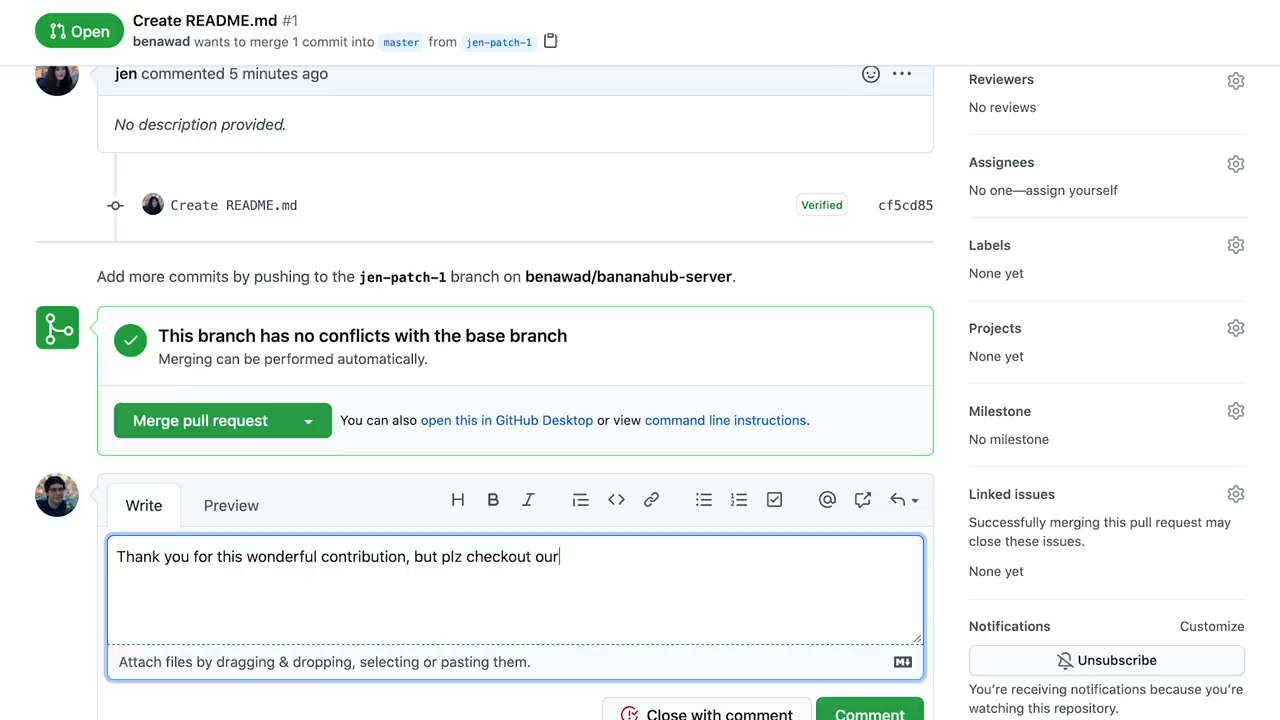 Open
Create README.md #1
benawad wants to merge 1 commit into master from jen-patch-1
jen commented 5 minutes ago
No description provided.
Create README.md
Verified
cf5cd85
Add more commits by pushing to the jen-patch-1 branch on benawad/bananahub-server.
This branch has no conflicts with the base branch
Merging can be performed automatically.
Merge pull request
You can also open this in GitHub Desktop or view command line instructions.
Write
Preview
Thank you for this wonderful contribution, but plz checkout our
Attach files by dragging & dropping, selecting or pasting them.
Close with comment
Comment
Reviewers
No reviews
Assignees
No one—assign yourself
Labels
None yet
Projects
None yet
Milestone
No milestone
Linked issues
Successfully merging this pull request may
close these issues.
None yet
Notifications
Customize
Unsubscribe
You're receiving notifications because you're
watching this repository.